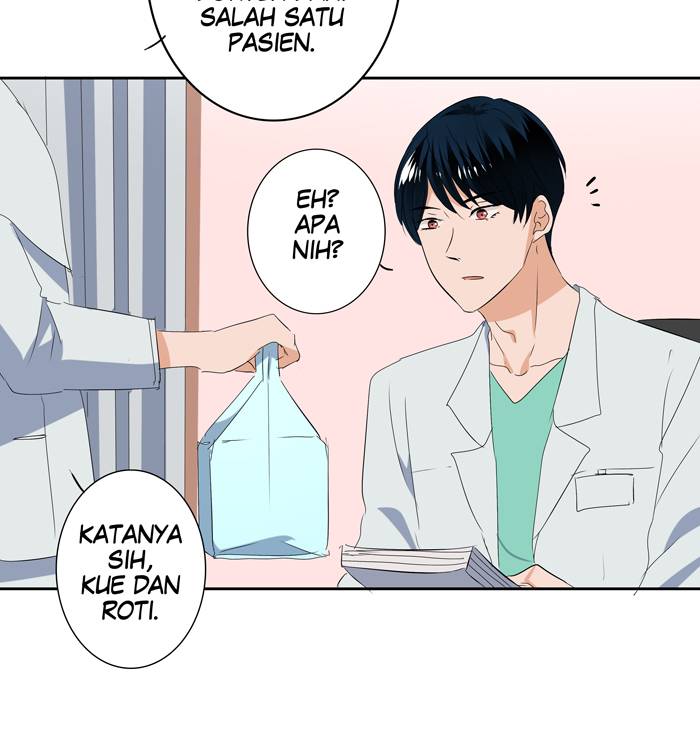 SALAH SATU
PASIEN.
EH?
APA
NIH?
KATANYA
SIH,
KUE DAN
ROTI.